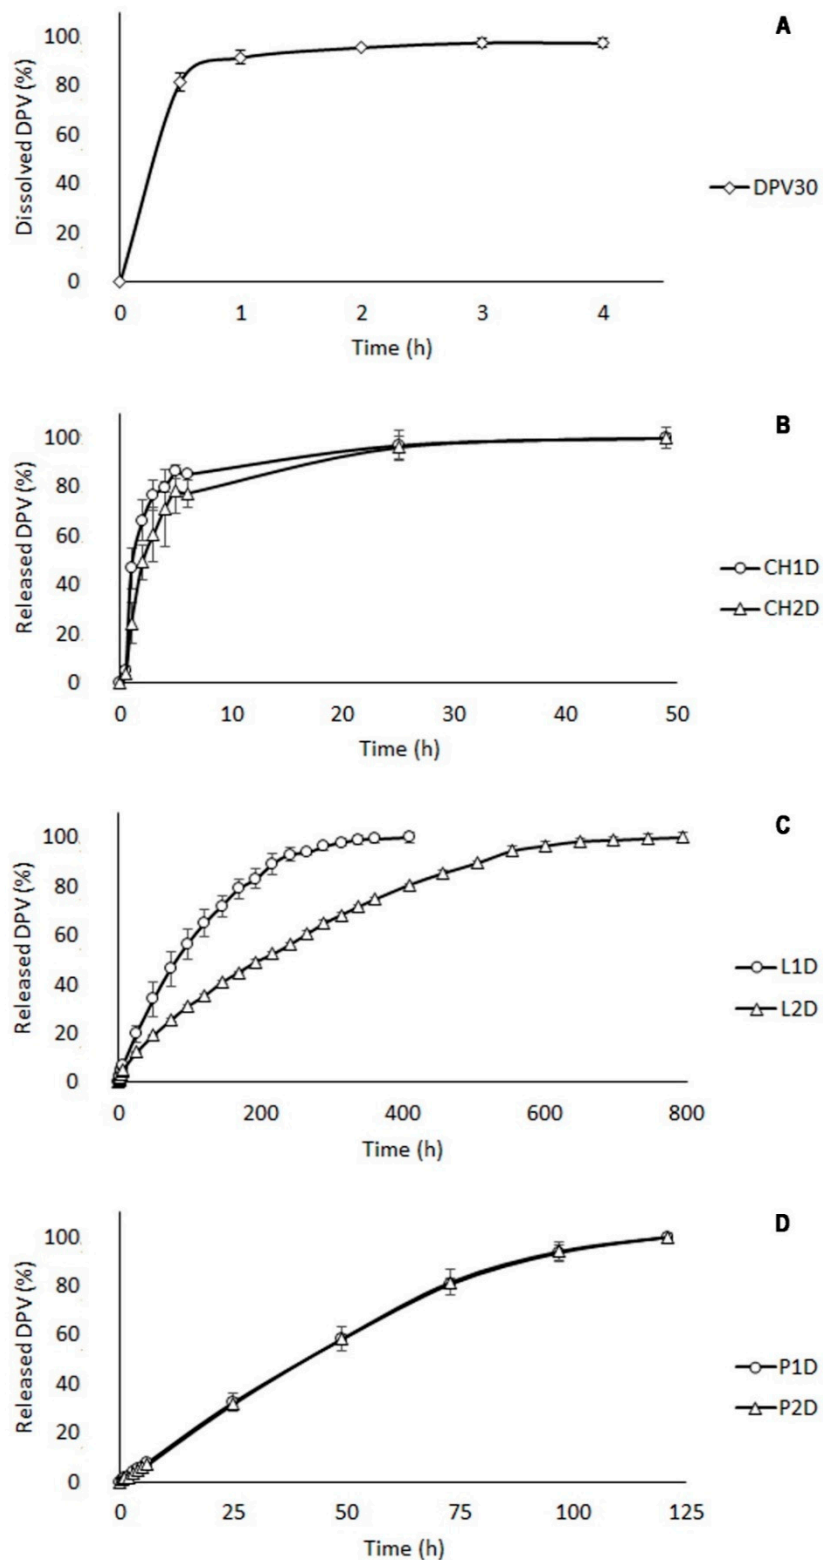 A
100
80
60
40
20
0
Dissolved DPV (%)
DPV30
0 1 2 3 4
Time (h)
B
100
80
60
40
20
0
Released DPV (%)
CH1D
CH2D
0 10 20 30 40 50
Time (h)
C
100
80
60
40
20
0
Released DPV (%)
L1D
L2D
0 200 400 600 800
Time (h)
D
100
80
60
40
20
0
Released DPV (%)
P1D
P2D
0 25 50 75 100 125
Time (h)